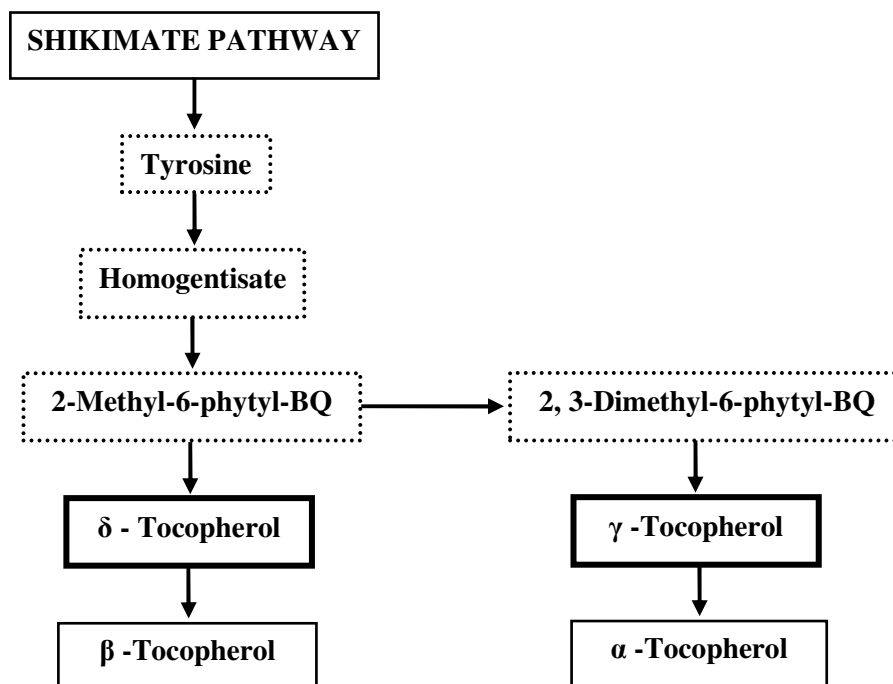 SHIKIMATE PATHWAY
Tyrosine
Homogentisate
2-Methyl-6-phytyl-BQ
2, 3-Dimethyl-6-phytyl-BQ
δ - Tocopherol
γ -Tocopherol
β -Tocopherol
α -Tocopherol